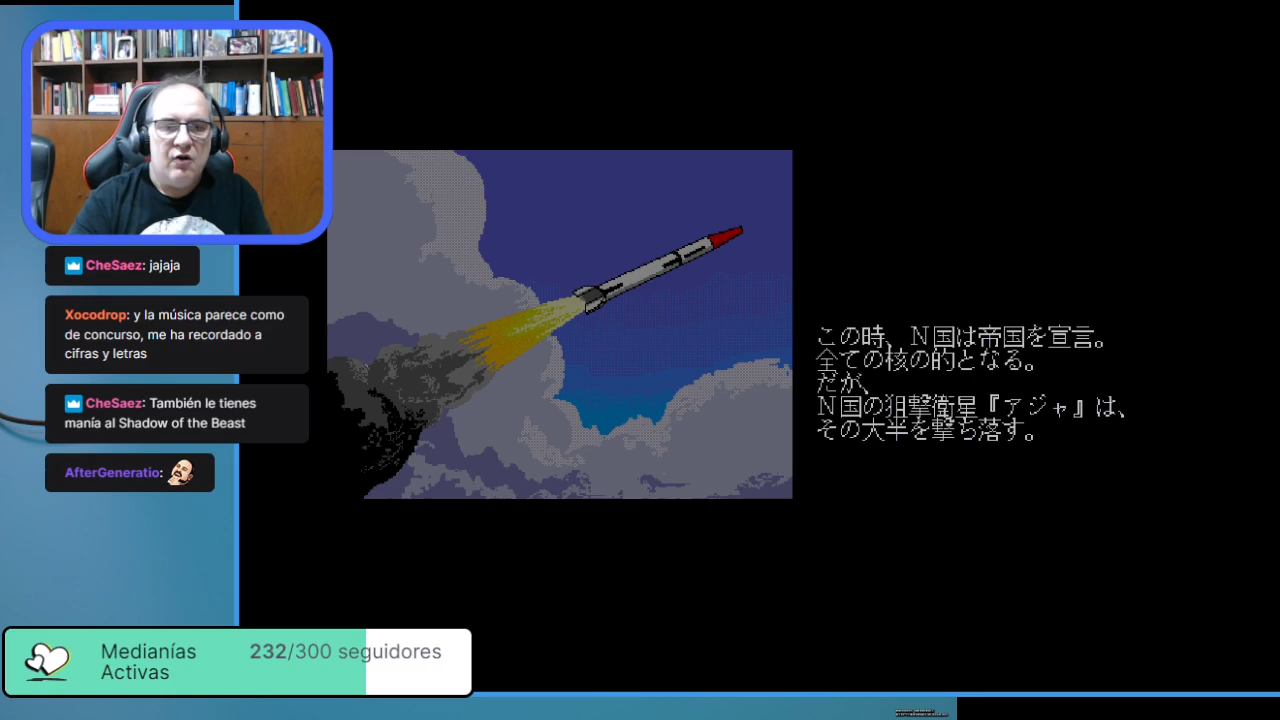 CheSaez: jajaja
Xocodrop: y la música parece como
de concurso, me ha recordado a
cifras y letras
CheSaez: También le tienes
manía al Shadow of the Beast
AfterGeneratio:
この時、N国は帝国を宣言。
全ての核の的となる。
だが、
N国の狙撃衛星『アジャ』は、
その大半を撃ち落す。
Medianías
Activas
232/300 seguidores